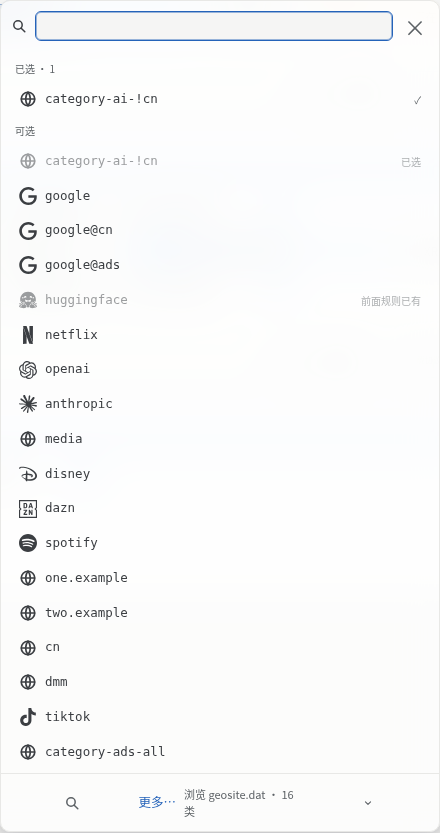 已选 · 1
category-ai-!cn ✓
可选
category-ai-!cn 已选
google
google@cn
google@ads
huggingface 前面规则已有
netflix
openai
anthropic
media
disney
DAZN dazn
spotify
one.example
two.example
cn
dmm
tiktok
category-ads-all
更多… 浏览 geosite.dat · 16
类